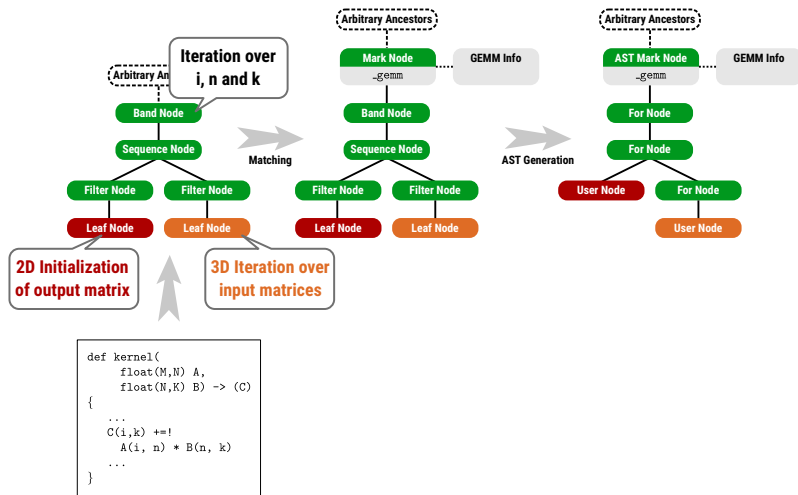 Arbitrary An
Iteration over
i, n and k
Band Node
Sequence Node
Filter Node
Filter Node
Leaf Node
Leaf Node
2D Initialization
of output matrix
3D Iteration over
input matrices
Matching
Arbitrary Ancestors
Mark Node
_gemm
GEMM Info
Band Node
Sequence Node
Filter Node
Filter Node
Leaf Node
Leaf Node
AST Generation
Arbitrary Ancestors
AST Mark Node
_gemm
GEMM Info
For Node
For Node
User Node
For Node
User Node
def kernel(
float(M,N) A,
float(N,K) B) -> (C)
{
...
C(i,k) +=!
A(i, n) * B(n, k)
...
}